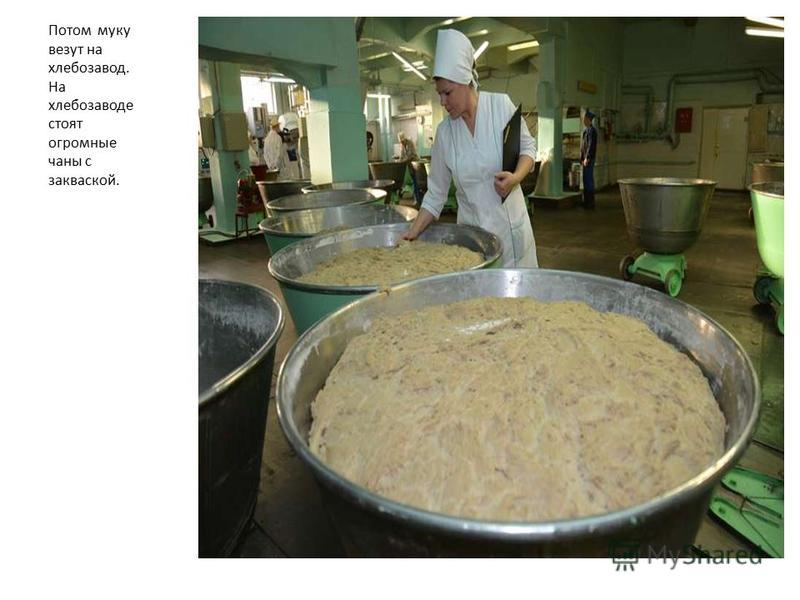 Потом муку
везут на
хлебозавод.
На
хлебозаводе
стоят
огромные
чаны с
закваской.
MyShared